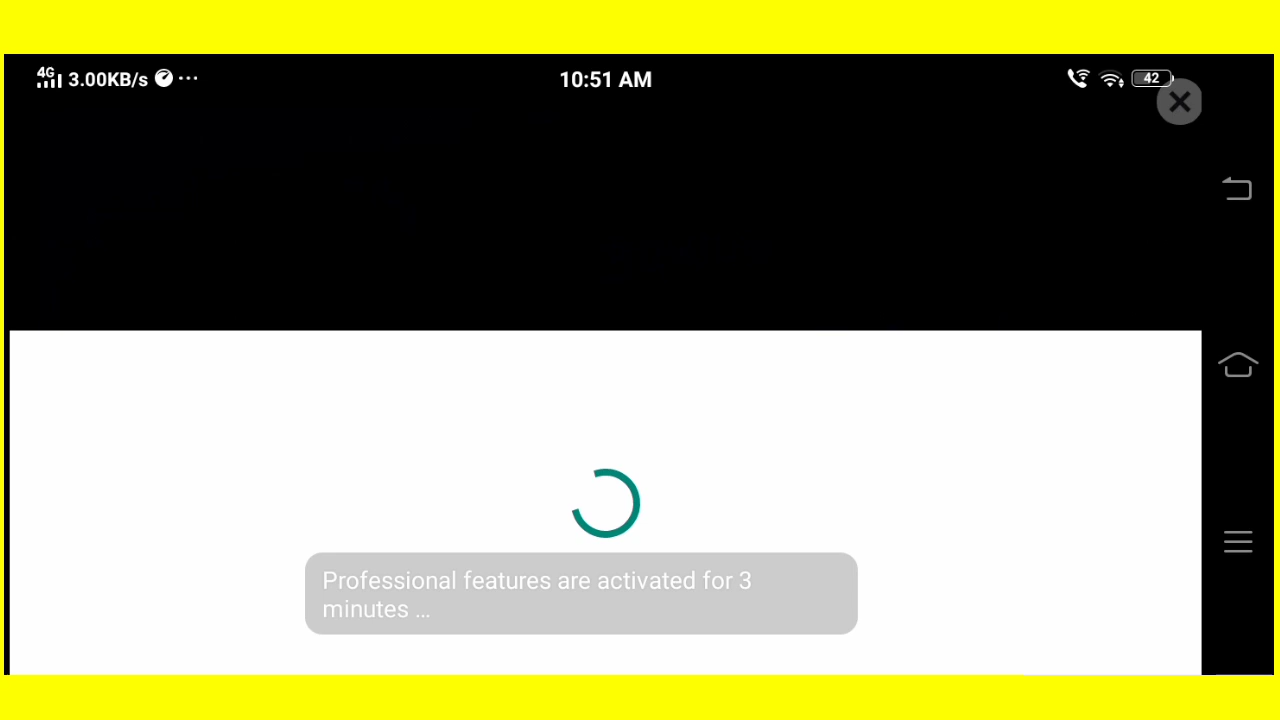 4G 3.00KB/s ... 10:51 AM 42
Professional features are activated for 3
minutes ...